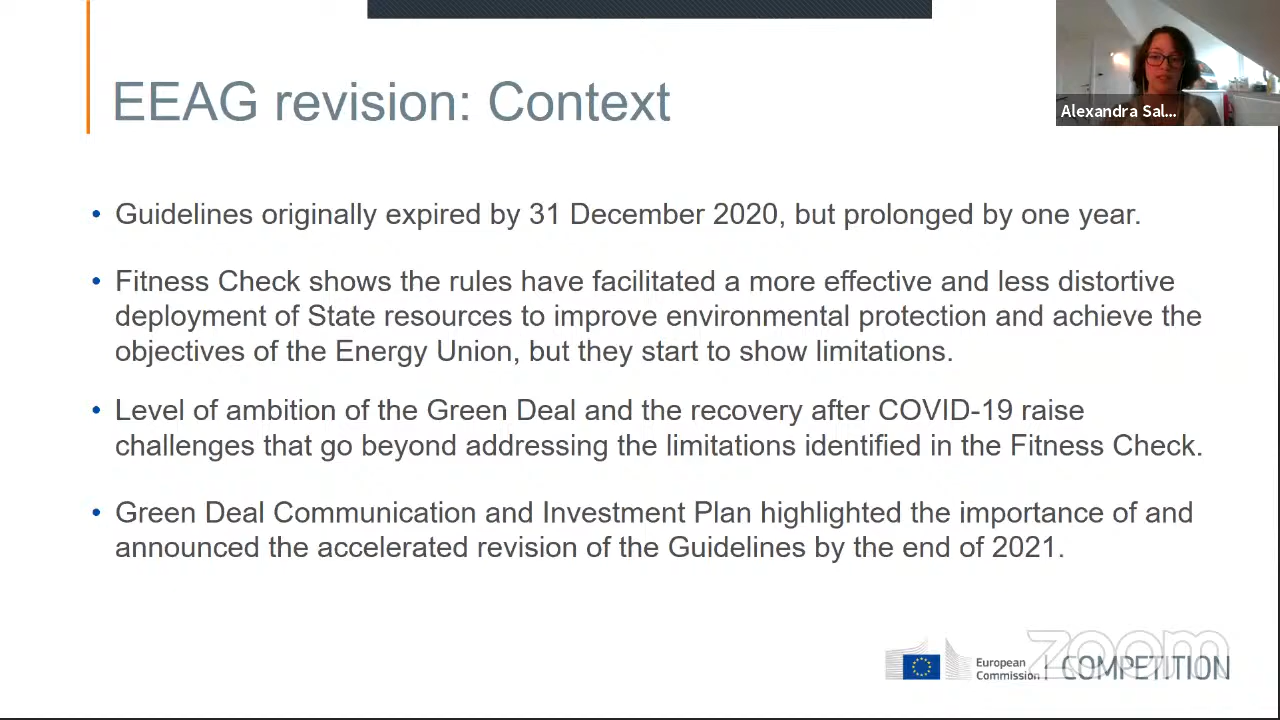 EEAG revision: Context
Alexandra Sal...
• Guidelines originally expired by 31 December 2020, but prolonged by one year.
• Fitness Check shows the rules have facilitated a more effective and less distortive
deployment of State resources to improve environmental protection and achieve the
objectives of the Energy Union, but they start to show limitations.
• Level of ambition of the Green Deal and the recovery after COVID-19 raise
challenges that go beyond addressing the limitations identified in the Fitness Check.
• Green Deal Communication and Investment Plan highlighted the importance of and
announced the accelerated revision of the Guidelines by the end of 2021.
zoom
European
Commission | COMPETITION